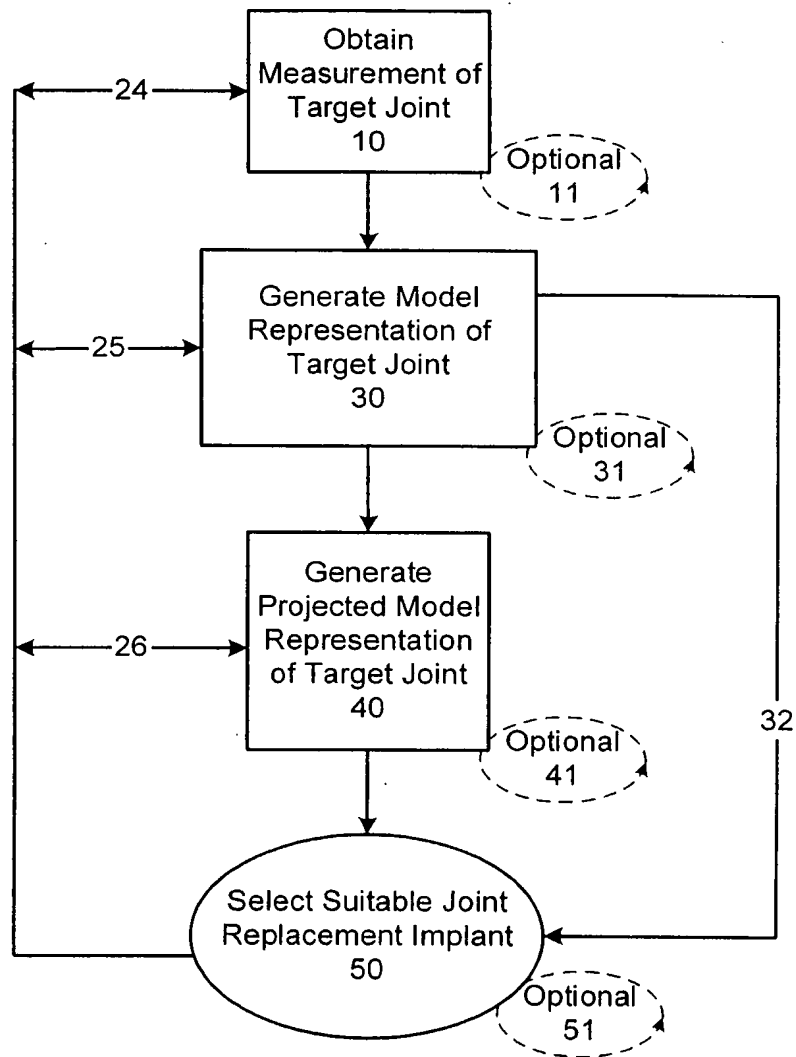 Obtain
Measurement of
Target Joint
10
24
Optional
11
Generate Model
Representation of
Target Joint
30
25
Optional
31
Generate
Projected Model
Representation
of Target Joint
40
26
32
Optional
41
Select Suitable Joint
Replacement Implant
50
Optional
51